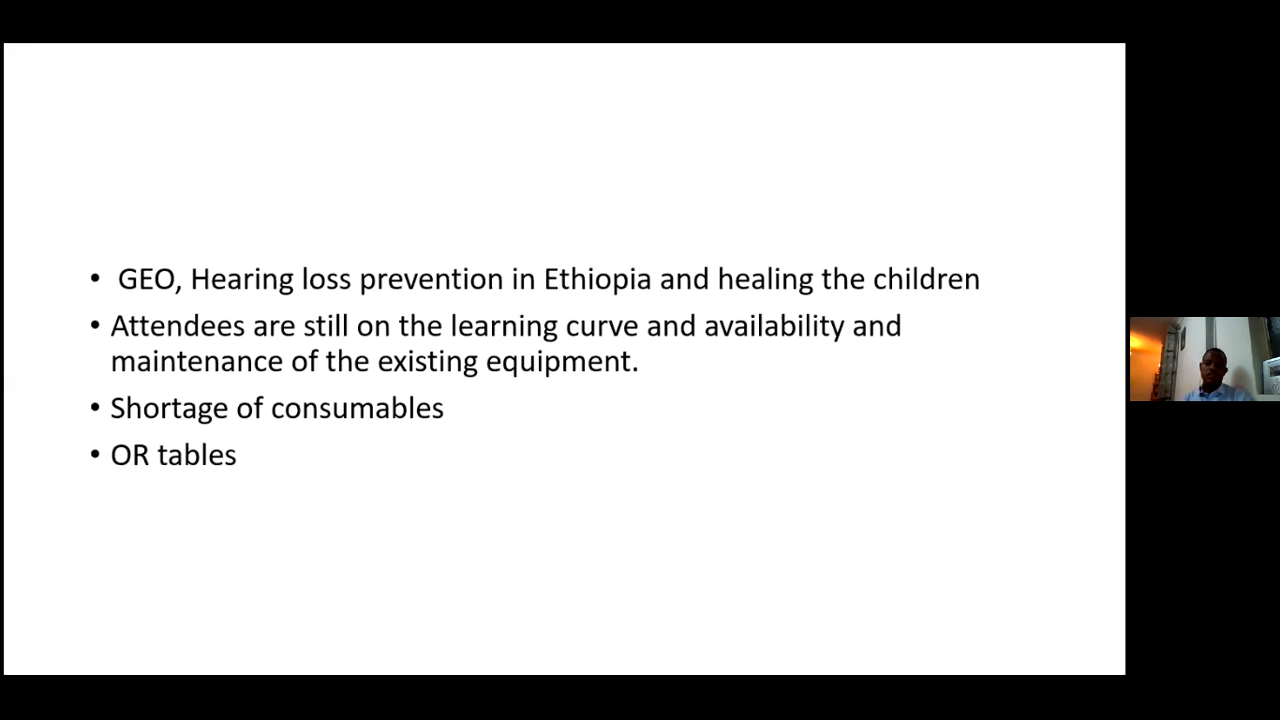 • GEO, Hearing loss prevention in Ethiopia and healing the children
• Attendees are still on the learning curve and availability and
maintenance of the existing equipment.
• Shortage of consumables
• OR tables